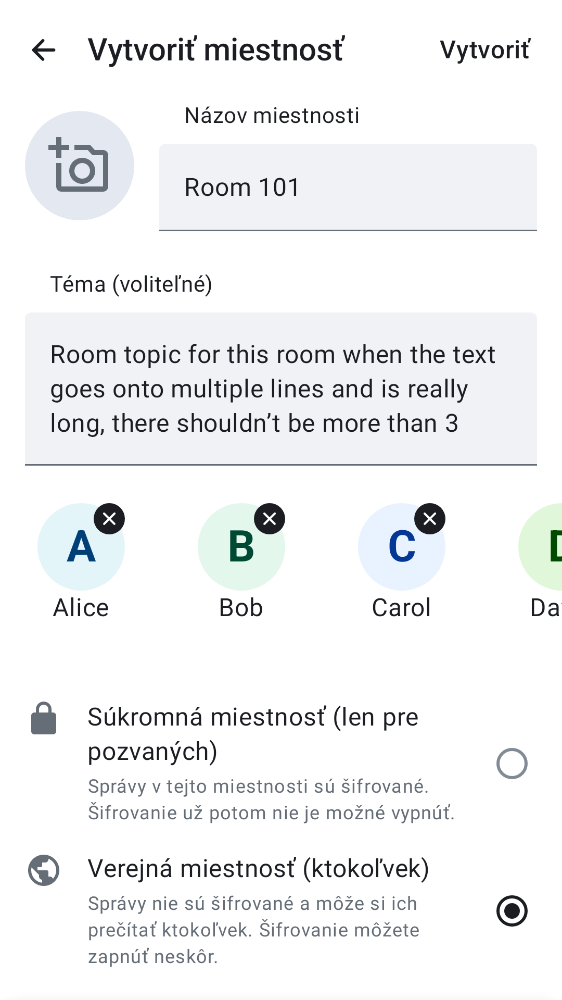 Vytvoriť miestnosť
Vytvoriť
Názov miestnosti
Room 101
Téma (voliteľné)
Room topic for this room when the text
goes onto multiple lines and is really
long, there shouldn’t be more than 3
A
B
C
Alice
Bob
Carol
Súkromná miestnosť (len pre
pozvaných)
Správy v tejto miestnosti sú šifrované.
Šifrovanie už potom nie je možné vypnúť.
Verejná miestnosť (ktokoľvek)
Správy nie sú šifrované a môže si ich
prečítať ktokoľvek. Šifrovanie môžete
zapnúť neskôr.